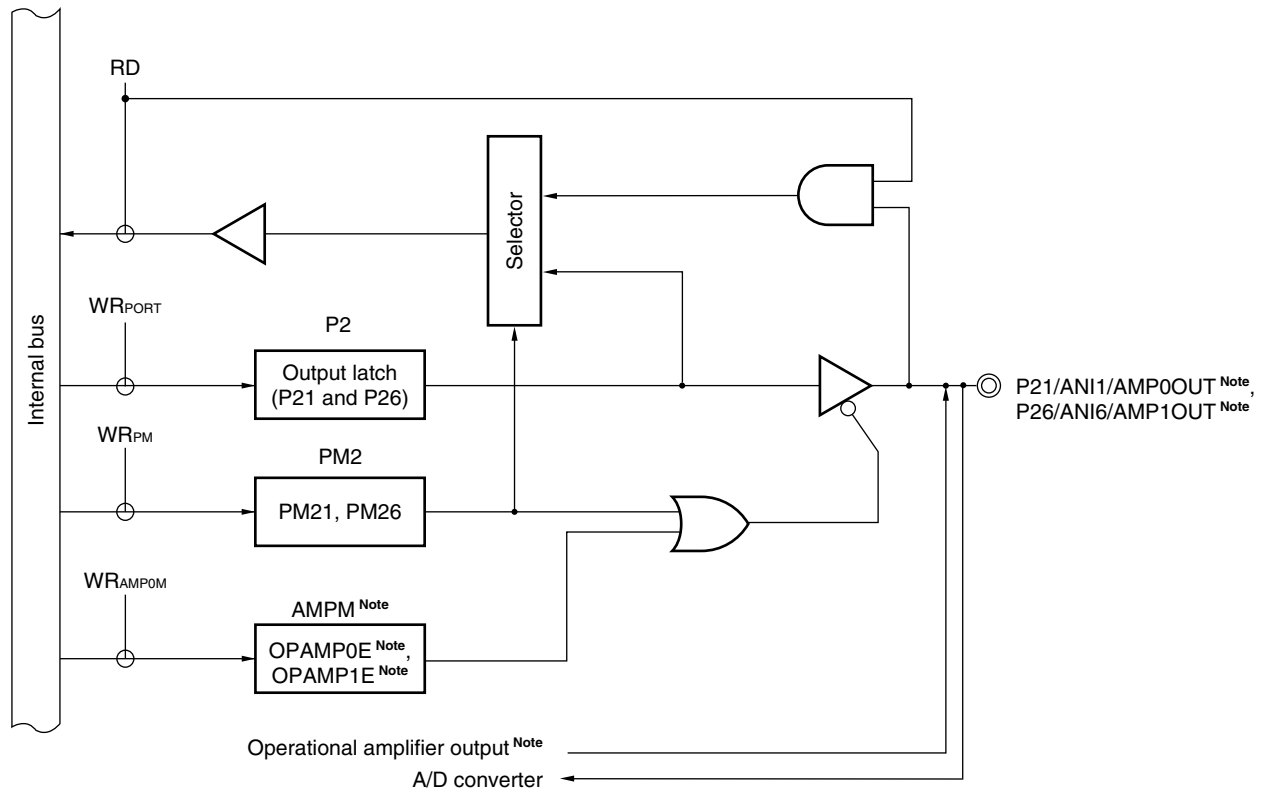 RD
Selector
Internal bus
WRPORT
P2
Output latch
(P21 and P26)
P21/ANI1/AMP0OUT Note,
P26/ANI6/AMP1OUT Note
WRPM
PM2
PM21, PM26
WRAMP0M
AMPM Note
OPAMP0E Note,
OPAMP1E Note
Operational amplifier output Note
A/D converter